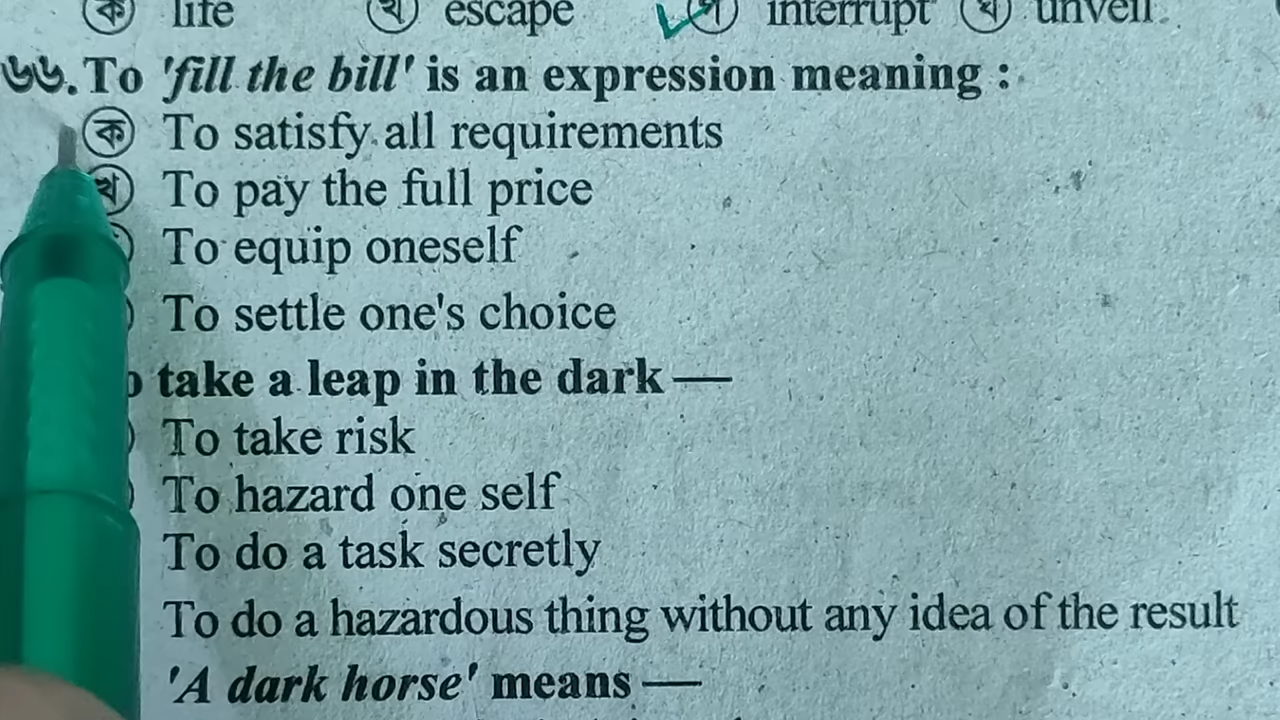 ক life খ escape গ interrupt ঘ unveil
৬৬. To 'fill the bill' is an expression meaning :
ক To satisfy all requirements
খ To pay the full price
To equip oneself
To settle one's choice
take a leap in the dark —
To take risk
To hazard one self
To do a task secretly
To do a hazardous thing without any idea of the result
'A dark horse' means —